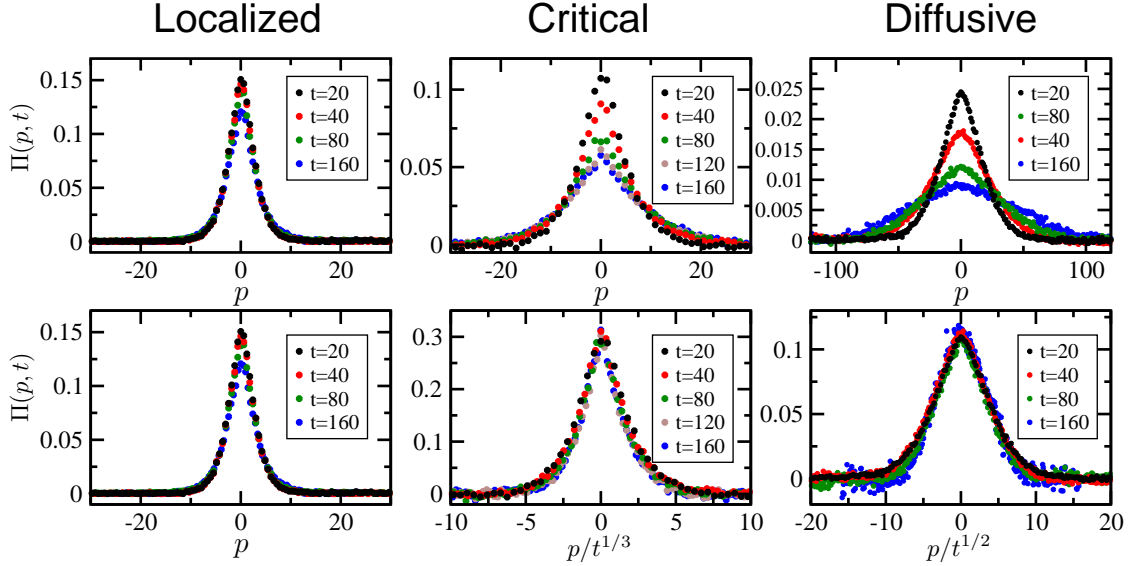 Localized
Critical
Diffusive
Π(p, t)
0.15
0.1
0.05
0
-20
0
20
p
t=20
t=40
t=80
t=160
0.1
0.05
0
-20
0
20
p
t=20
t=40
t=80
t=120
t=160
0.025
0.02
0.015
0.01
0.005
0
-100
0
100
p
t=20
t=80
t=40
t=160
Π(p, t)
0.15
0.1
0.05
0
-20
0
20
p
t=20
t=40
t=80
t=160
0.3
0.2
0.1
0
-10
-5
0
5
10
p/t^{1/3}
t=20
t=40
t=80
t=120
t=160
0.1
0.05
0
-20
-10
0
10
20
p/t^{1/2}
t=20
t=40
t=80
t=160